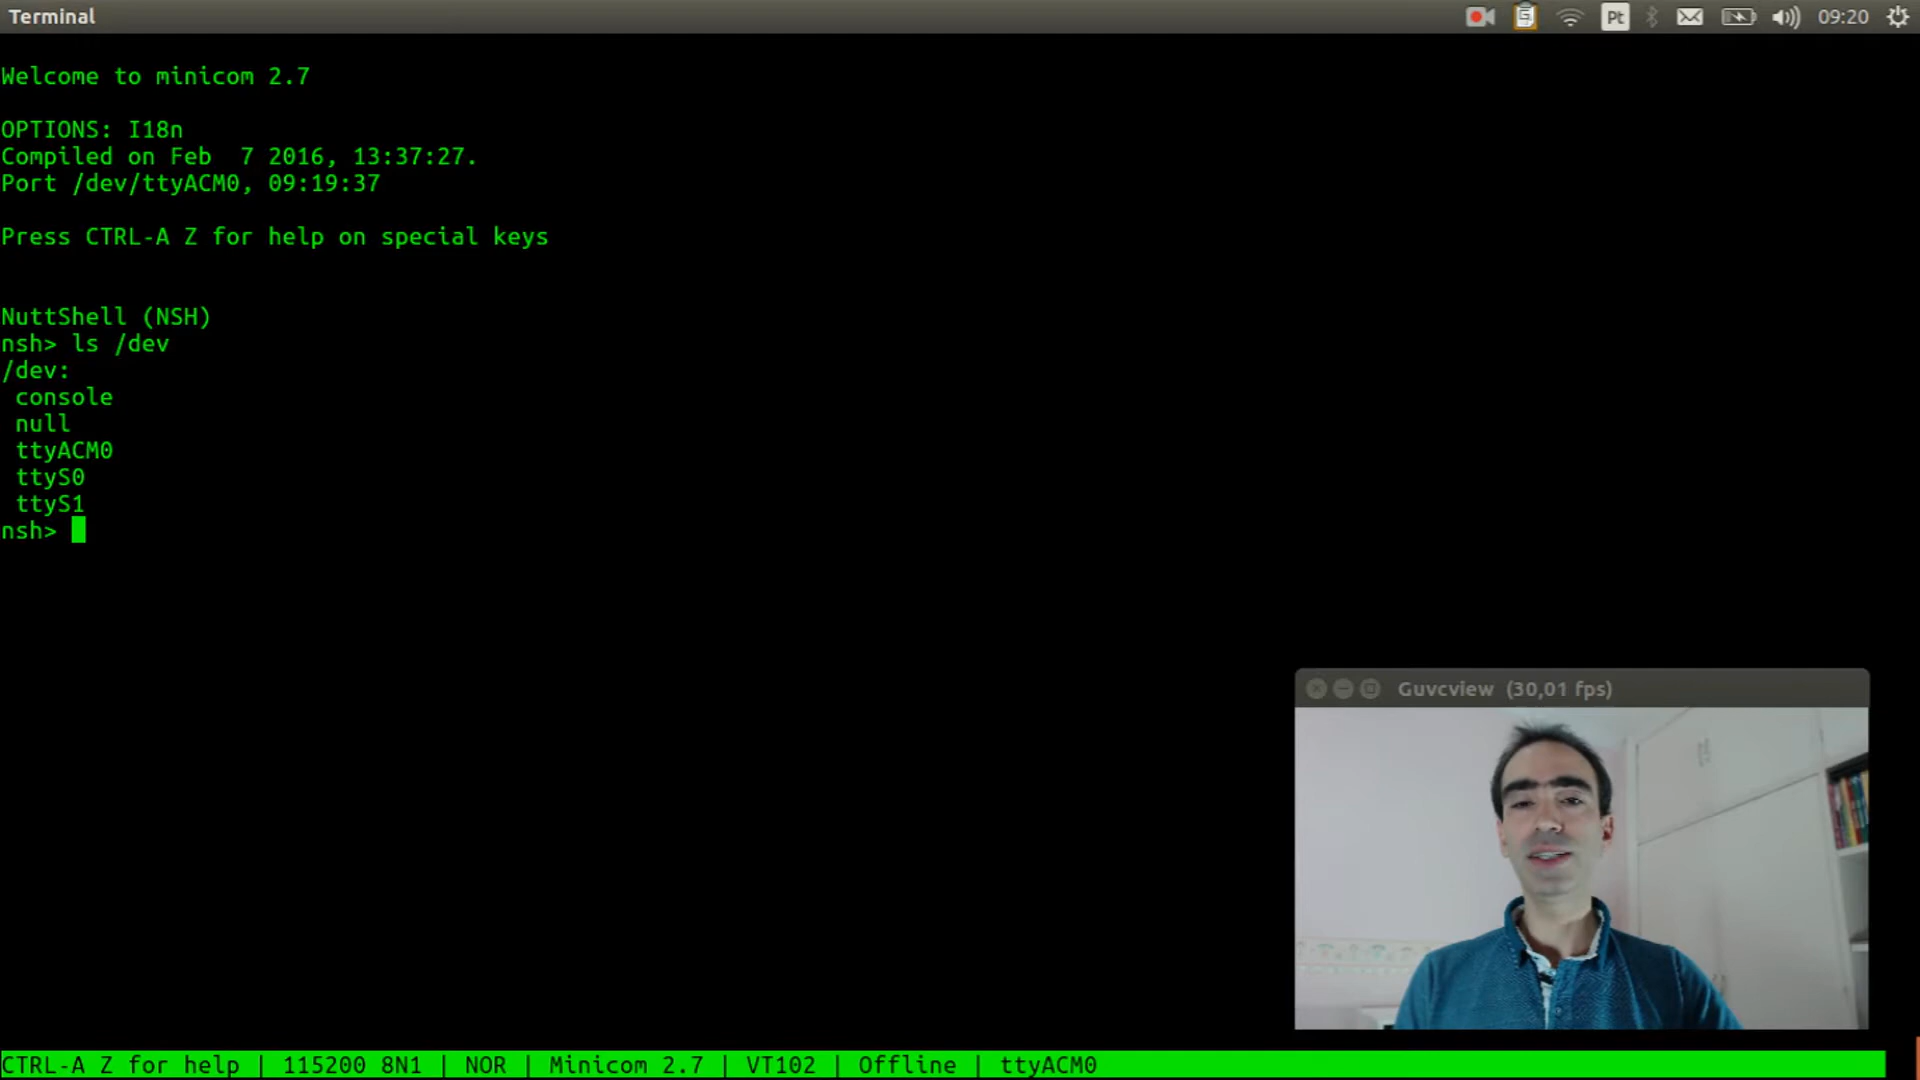 Terminal
Pt
09:20
Welcome to minicom 2.7
OPTIONS: I18n
Compiled on Feb  7 2016, 13:37:27.
Port /dev/ttyACM0, 09:19:37
Press CTRL-A Z for help on special keys
NuttShell (NSH)
nsh> ls /dev
/dev:
console
null
ttyACM0
ttyS0
ttyS1
nsh>
Guvcview (30,01 fps)
CTRL-A Z for help | 115200 8N1 | NOR | Minicom 2.7 | VT102 | Offline | ttyACM0